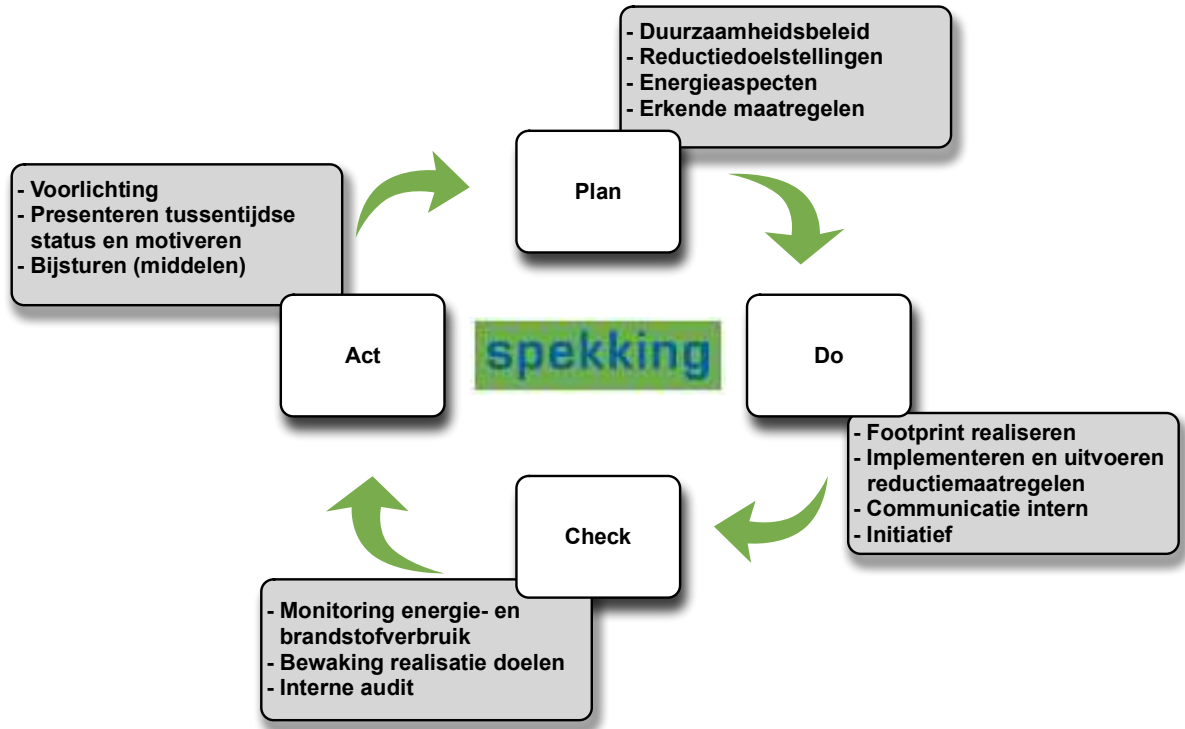 - Duurzaamheidsbeleid
- Reductiedoelstellingen
- Energieaspecten
- Erkende maatregelen
Plan
- Voorlichting
- Presenteren tussentijdse
status en motiveren
- Bijsturen (middelen)
Act
spekking
Do
- Footprint realiseren
- Implementeren en uitvoeren
reductiemaatregelen
- Communicatie intern
- Initiatief
Check
- Monitoring energie- en
brandstofverbruik
- Bewaking realisatie doelen
- Interne audit